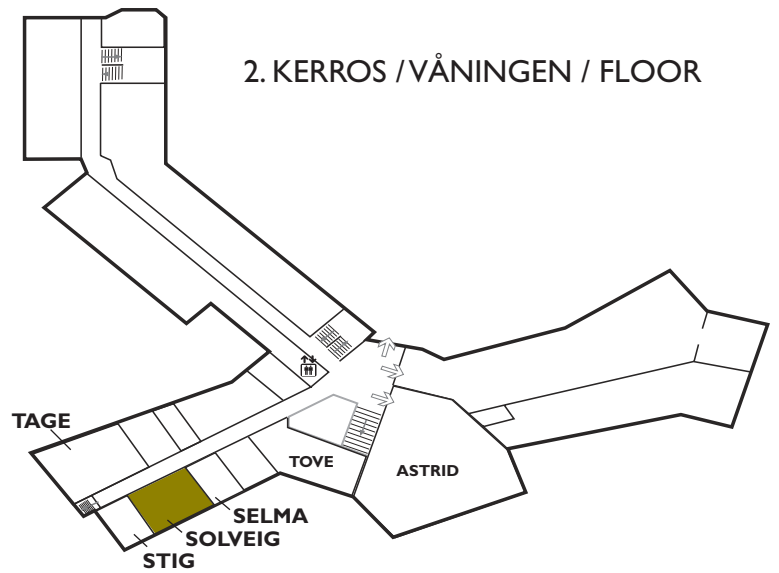 2. KERROS / VÅNINGEN / FLOOR
TAGE
TOVE
ASTRID
SELMA
SOLVEIG
STIG